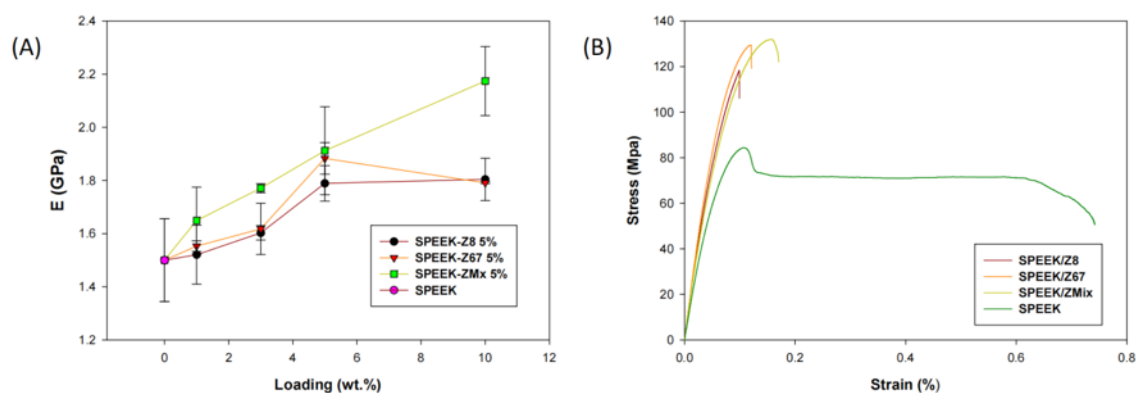 (A)
2.4
2.2
2.0
1.8
1.6
1.4
1.2
E (GPa)
0 2 4 6 8 10 12
Loading (wt.%)
SPEEK-Z8 5%
SPEEK-Z67 5%
SPEEK-ZMx 5%
SPEEK
(B)
140
120
100
80
60
40
20
0
Stress (Mpa)
0.0 0.2 0.4 0.6 0.8
Strain (%)
SPEEK/Z8
SPEEK/Z67
SPEEK/ZMix
SPEEK